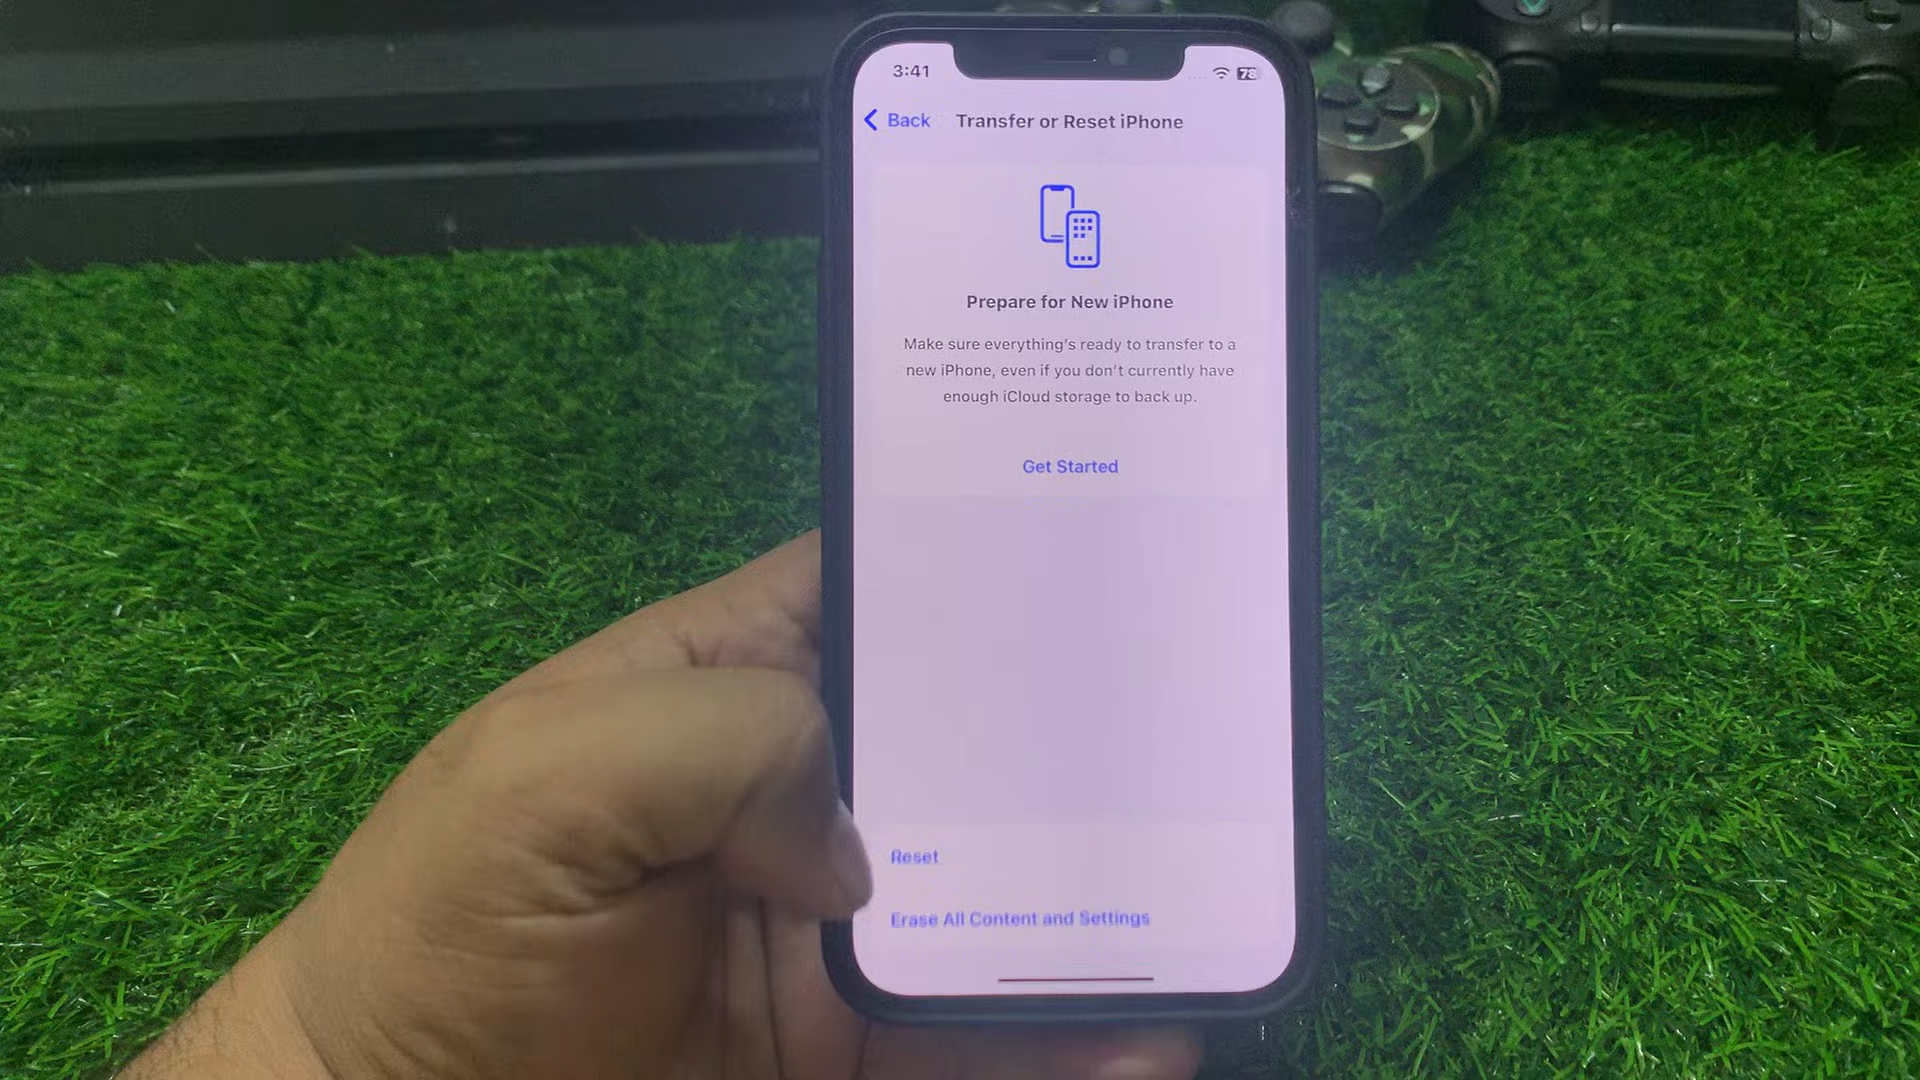 3:41
78
Back
Transfer or Reset iPhone
Prepare for New iPhone
Make sure everything's ready to transfer to a
new iPhone, even if you don't currently have
enough iCloud storage to back up.
Get Started
Reset
Erase All Content and Settings